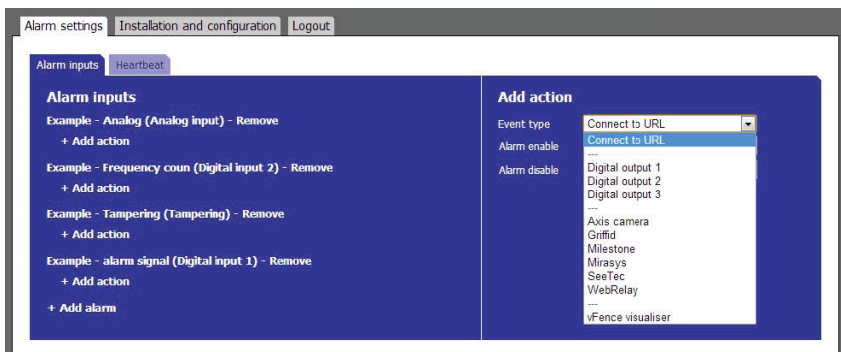 Alarm settings Installation and configuration Logout
Alarm inputs Heartbeat
Alarm inputs
Example - Analog (Analog input) - Remove
+ Add action
Example - Frequency coun (Digital input 2) - Remove
+ Add action
Example - Tampering (Tampering) - Remove
+ Add action
Example - alarm signal (Digital input 1) - Remove
+ Add action
+ Add alarm
Add action
Event type Connect to URL
Alarm enable
Alarm disable
Connect to URL
---
Digital output 1
Digital output 2
Digital output 3
---
Axis camera
Griffid
Milestone
Mirasys
SeeTec
WebRelay
---
vFence visualiser